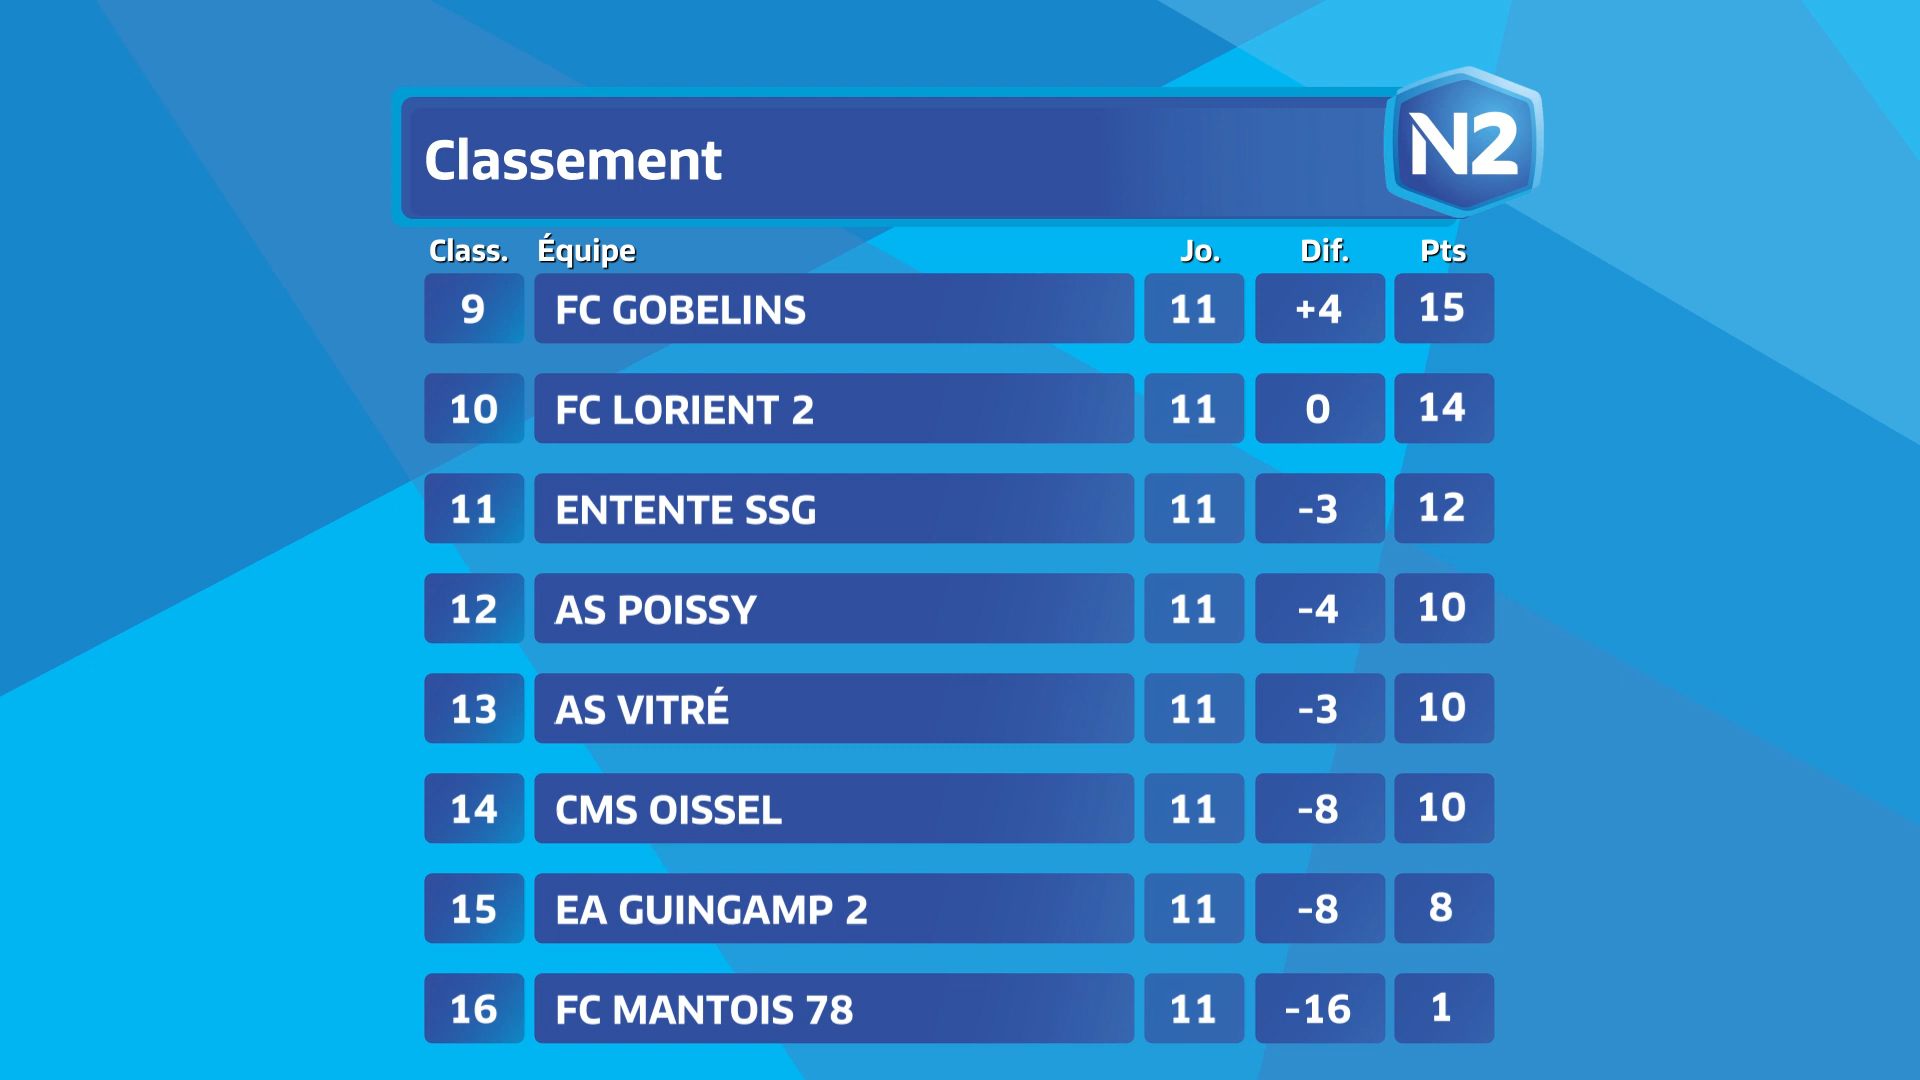 Classement
N2
Class. Équipe Jo. Dif. Pts
9 FC GOBELINS 11 +4 15
10 FC LORIENT 2 11 0 14
11 ENTENTE SSG 11 -3 12
12 AS POISSY 11 -4 10
13 AS VITRÉ 11 -3 10
14 CMS OISSEL 11 -8 10
15 EA GUINGAMP 2 11 -8 8
16 FC MANTOIS 78 11 -16 1